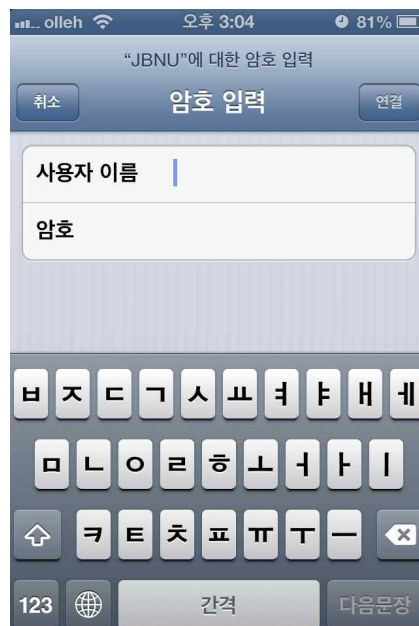 olleh 오후 3:04 81%
“JBNU”에 대한 암호 입력
취소 암호 입력 연결
사용자 이름
암호
ㅂ ㅈ ㄷ ㄱ ㅅ ㅛ ㅕ ㅑ ㅐ ㅔ
ㅁ ㄴ ㅇ ㄹ ㅎ ㅗ ㅓ ㅏ ㅣ
ㅋ ㅌ ㅊ ㅍ ㅠ ㅜ ㅡ
123 간격 다음문장